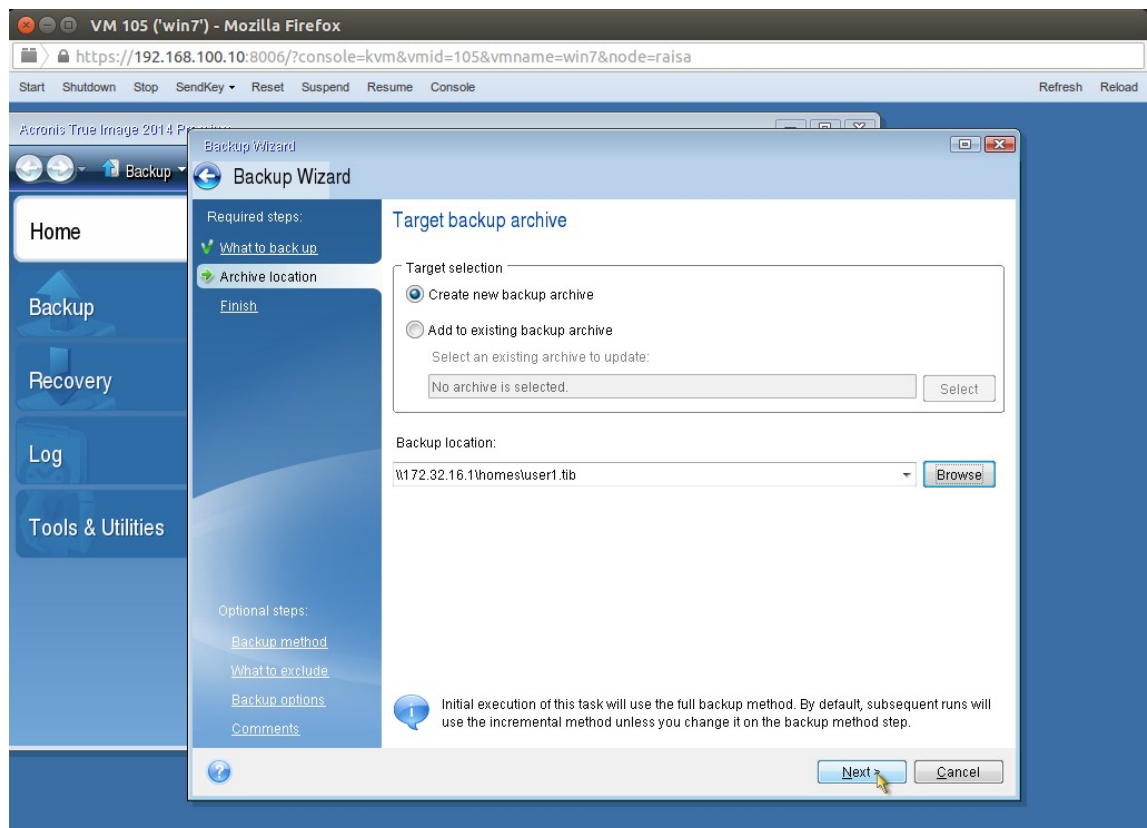 VM 105 ('win7') - Mozilla Firefox
https://192.168.100.10:8006/?console=kvm&vmid=105&vmname=win7&node=raisa
Start Shutdown Stop SendKey Reset Suspend Resume Console Refresh Reload
Acronis True Image 2014
Backup Wizard
Backup
Backup Wizard
Home
Backup
Recovery
Log
Tools & Utilities
Required steps:
What to back up
Archive location
Finish
Optional steps:
Backup method
What to exclude
Backup options
Comments
Target backup archive
Target selection
Create new backup archive
Add to existing backup archive
Select an existing archive to update:
No archive is selected.
Select
Backup location:
\\172.32.16.1\homes\user1.tib
Browse
Initial execution of this task will use the full backup method. By default, subsequent runs will
use the incremental method unless you change it on the backup method step.
Next >
Cancel